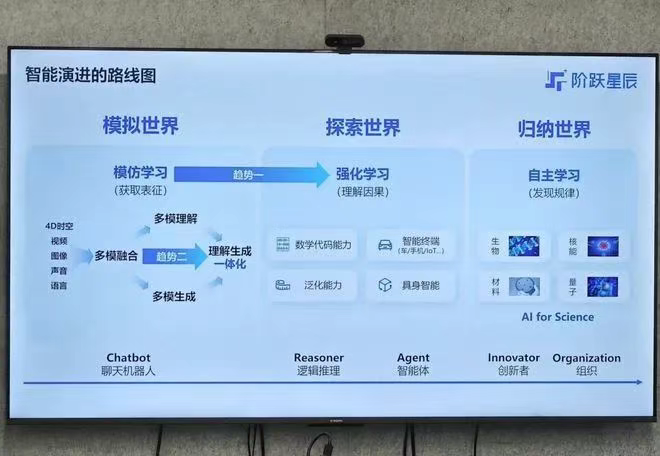 智能演进的路线图
阶跃星辰
模拟世界
探索世界
归纳世界
模仿学习
(获取表征)
趋势一
强化学习
(理解因果)
自主学习
(发现规律)
4D时空
视频
图像
声音
语言
多模融合
多模理解
趋势二
多模生成
理解生成
一体化
数学代码能力
智能终端
(车/手机/IoT...)
泛化能力
具身智能
生物
核能
材料
量子
AI for Science
Chatbot
聊天机器人
Reasoner
逻辑推理
Agent
智能体
Innovator
创新者
Organization
组织